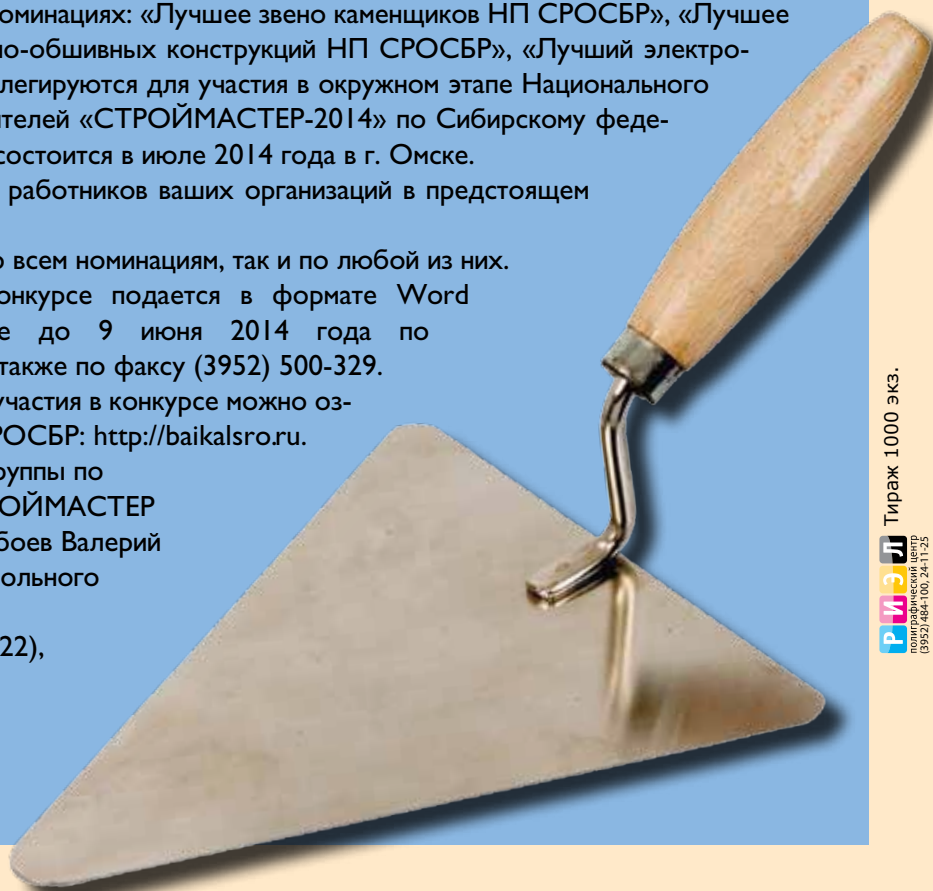 оминациях: «Лучшее звено каменщиков НП СРОСБР», «Лучшее
но-обшивных конструкций НП СРОСБР», «Лучший электро-
легируются для участия в окружном этапе Национального
ителей «СТРОЙМАСТЕР-2014» по Сибирскому феде-
состоится в июле 2014 года в г. Омске.
работников ваших организаций в предстоящем
о всем номинациям, так и по любой из них.
онкурсе подается в формате Word
е до 9 июня 2014 года по
также по факсу (3952) 500-329.
участия в конкурсе можно оз-
РОСБР: http://baikalsro.ru.
руппы по
РОЙМАСТЕР
боев Валерий
ольного
22),
РИЭЛ Тираж 1000 экз.
полиграфический центр
(3952) 484-100, 24-11-25